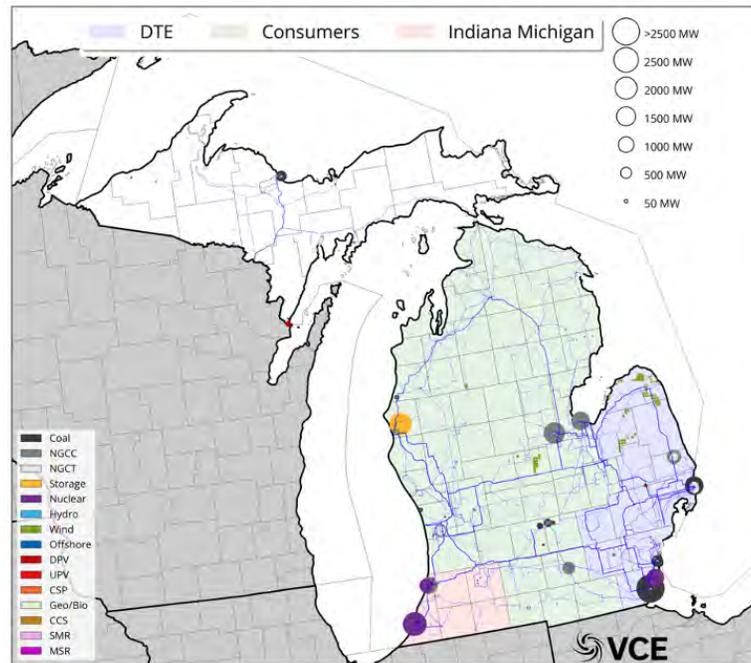 DTE Consumers Indiana Michigan
>2500 MW
2500 MW
2000 MW
1500 MW
1000 MW
500 MW
50 MW
Coal
NGCC
NGCT
Storage
Nuclear
Hydro
Wind
Offshore
DPV
UPV
CSP
Geo/Bio
CCS
SMR
MSR
VCE